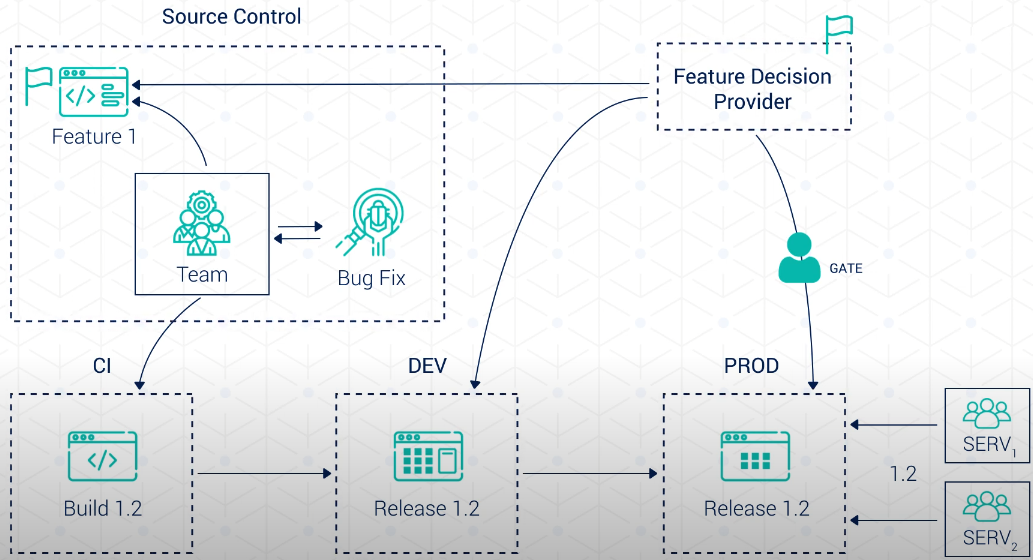 Source Control
Feature Decision
Provider
Feature 1
Team
Bug Fix
GATE
CI
DEV
PROD
Build 1.2
Release 1.2
Release 1.2
1.2
SERV1
SERV2